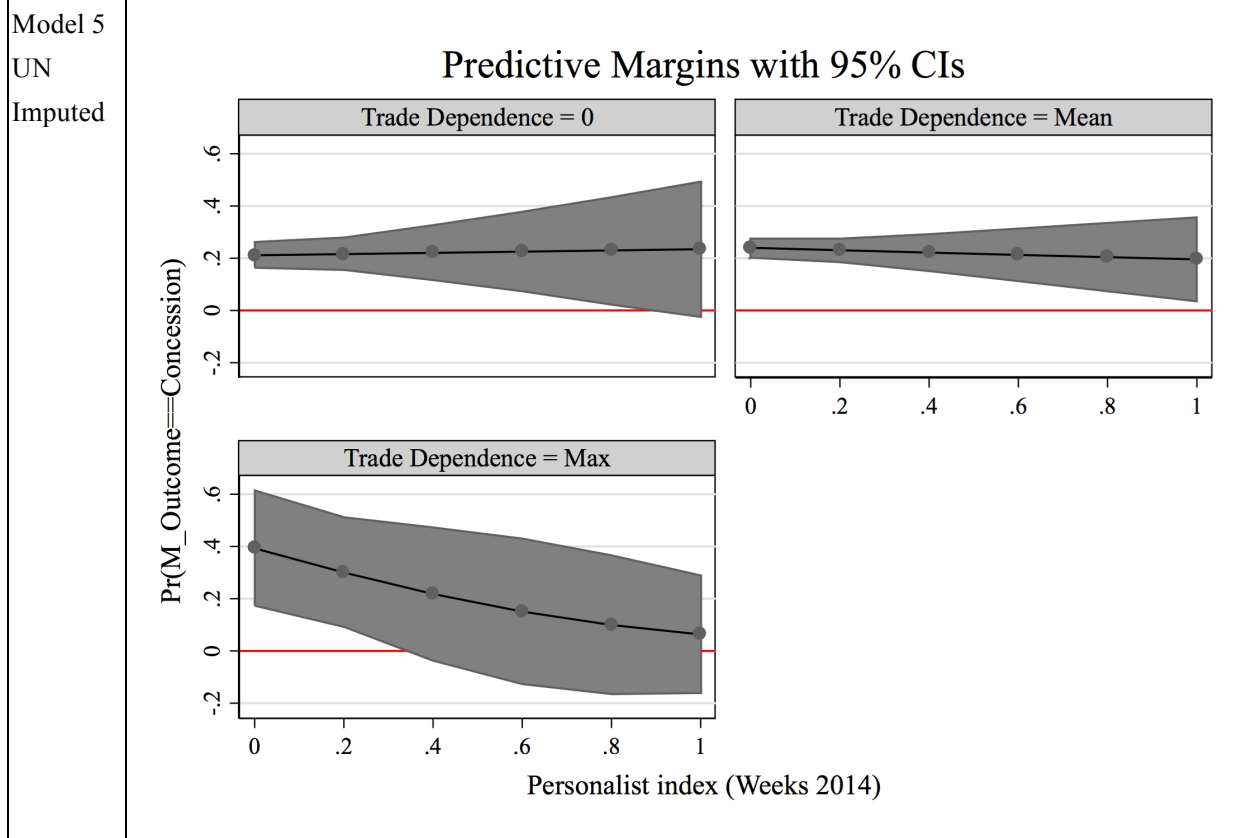 Model 5
UN
Imputed
Predictive Margins with 95% CIs
Trade Dependence = 0
Trade Dependence = Mean
.6
.4
.2
0
-.2
0 .2 .4 .6 .8 1
Pr(M_Outcome==Concession)
Trade Dependence = Max
.6
.4
.2
0
-.2
0 .2 .4 .6 .8 1
Personalist index (Weeks 2014)